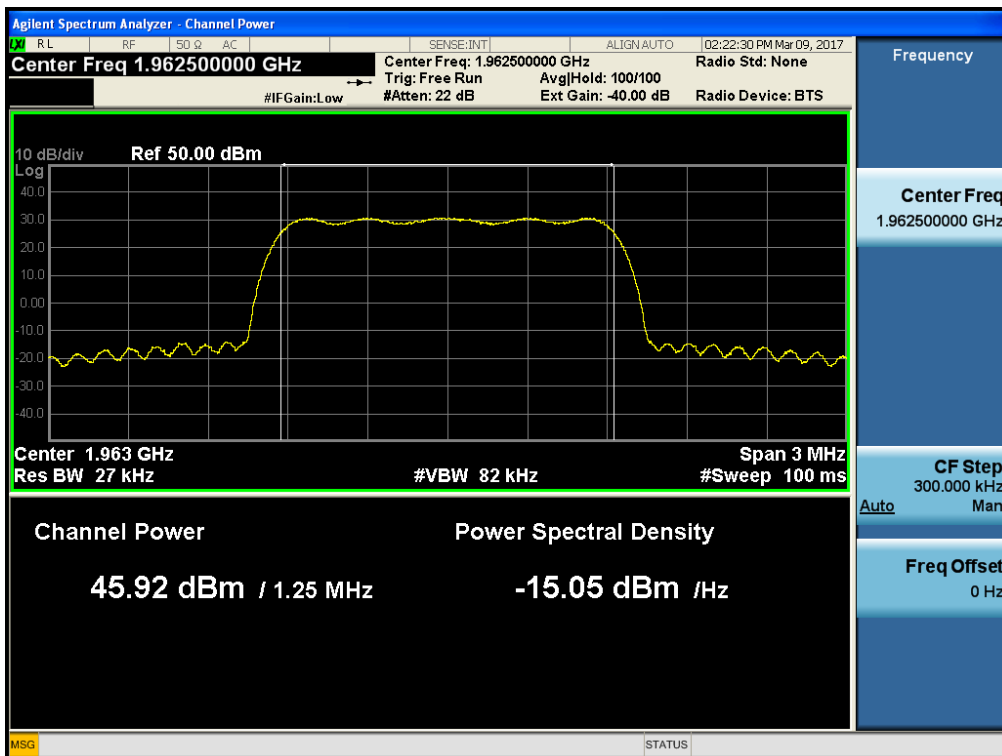 Agilent Spectrum Analyzer - Channel Power
LXI RL RF 50 Ω AC SENSE:INT ALIGN AUTO 02:22:30 PM Mar 09, 2017
Center Freq 1.962500000 GHz
Center Freq: 1.962500000 GHz Radio Std: None
Trig: Free Run Avg|Hold: 100/100
#IFGain:Low #Atten: 22 dB Ext Gain: -40.00 dB Radio Device: BTS
10 dB/div Ref 50.00 dBm
Log
40.0
30.0
20.0
10.0
0.00
-10.0
-20.0
-30.0
-40.0
Center 1.963 GHz Span 3 MHz
Res BW 27 kHz #VBW 82 kHz #Sweep 100 ms
Channel Power Power Spectral Density
45.92 dBm / 1.25 MHz -15.05 dBm /Hz
Frequency
Center Freq
1.962500000 GHz
CF Step
300.000 kHz
Auto Man
Freq Offset
0 Hz
MSG STATUS